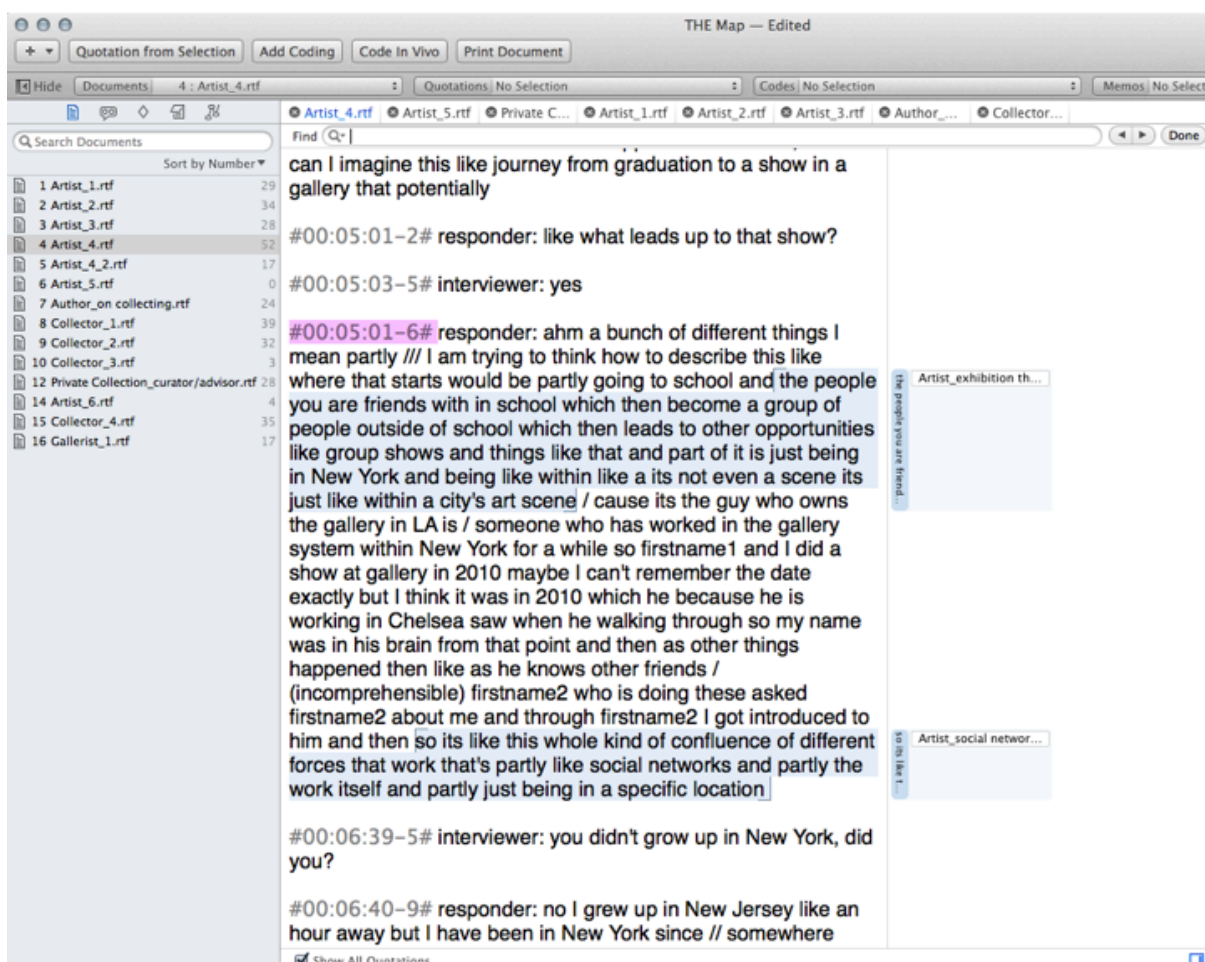 THE Map — Edited
+ Quotation from Selection Add Coding Code In Vivo Print Document
Hide Documents 4 : Artist_4.rtf Quotations No Selection Codes No Selection Memos No Select
Artist_4.rtf Artist_5.rtf Private C... Artist_1.rtf Artist_2.rtf Artist_3.rtf Author_... Collector...
Search Documents
Find
Done
Sort by Number
1 Artist_1.rtf 29
2 Artist_2.rtf 34
3 Artist_3.rtf 28
4 Artist_4.rtf 52
5 Artist_4_2.rtf 17
6 Artist_5.rtf 0
7 Author_on collecting.rtf 24
8 Collector_1.rtf 39
9 Collector_2.rtf 32
10 Collector_3.rtf 3
12 Private Collection_curator/advisor.rtf 28
14 Artist_6.rtf 4
15 Collector_4.rtf 35
16 Gallerist_1.rtf 17
can I imagine this like journey from graduation to a show in a
gallery that potentially
#00:05:01-2# responder: like what leads up to that show?
#00:05:03-5# interviewer: yes
#00:05:01-6# responder: ahm a bunch of different things I
mean partly /// I am trying to think how to describe this like
where that starts would be partly going to school and the people
you are friends with in school which then become a group of
people outside of school which then leads to other opportunities
like group shows and things like that and part of it is just being
in New York and being like within like a its not even a scene its
just like within a city's art scene / cause its the guy who owns
the gallery in LA is / someone who has worked in the gallery
system within New York for a while so firstname1 and I did a
show at gallery in 2010 maybe I can't remember the date
exactly but I think it was in 2010 which he because he is
working in Chelsea saw when he walking through so my name
was in his brain from that point and then as other things
happened then like as he knows other friends /
(incomprehensible) firstname2 who is doing these asked
firstname2 about me and through firstname2 I got introduced to
him and then so its like this whole kind of confluence of different
forces that work that's partly like social networks and partly the
work itself and partly just being in a specific location
#00:06:39-5# interviewer: you didn't grow up in New York, did
you?
#00:06:40-9# responder: no I grew up in New Jersey like an
hour away but I have been in New York since // somewhere
the people you are friend...
Artist_exhibition th...
so its like t...
Artist_social networ...
Show All Quotations